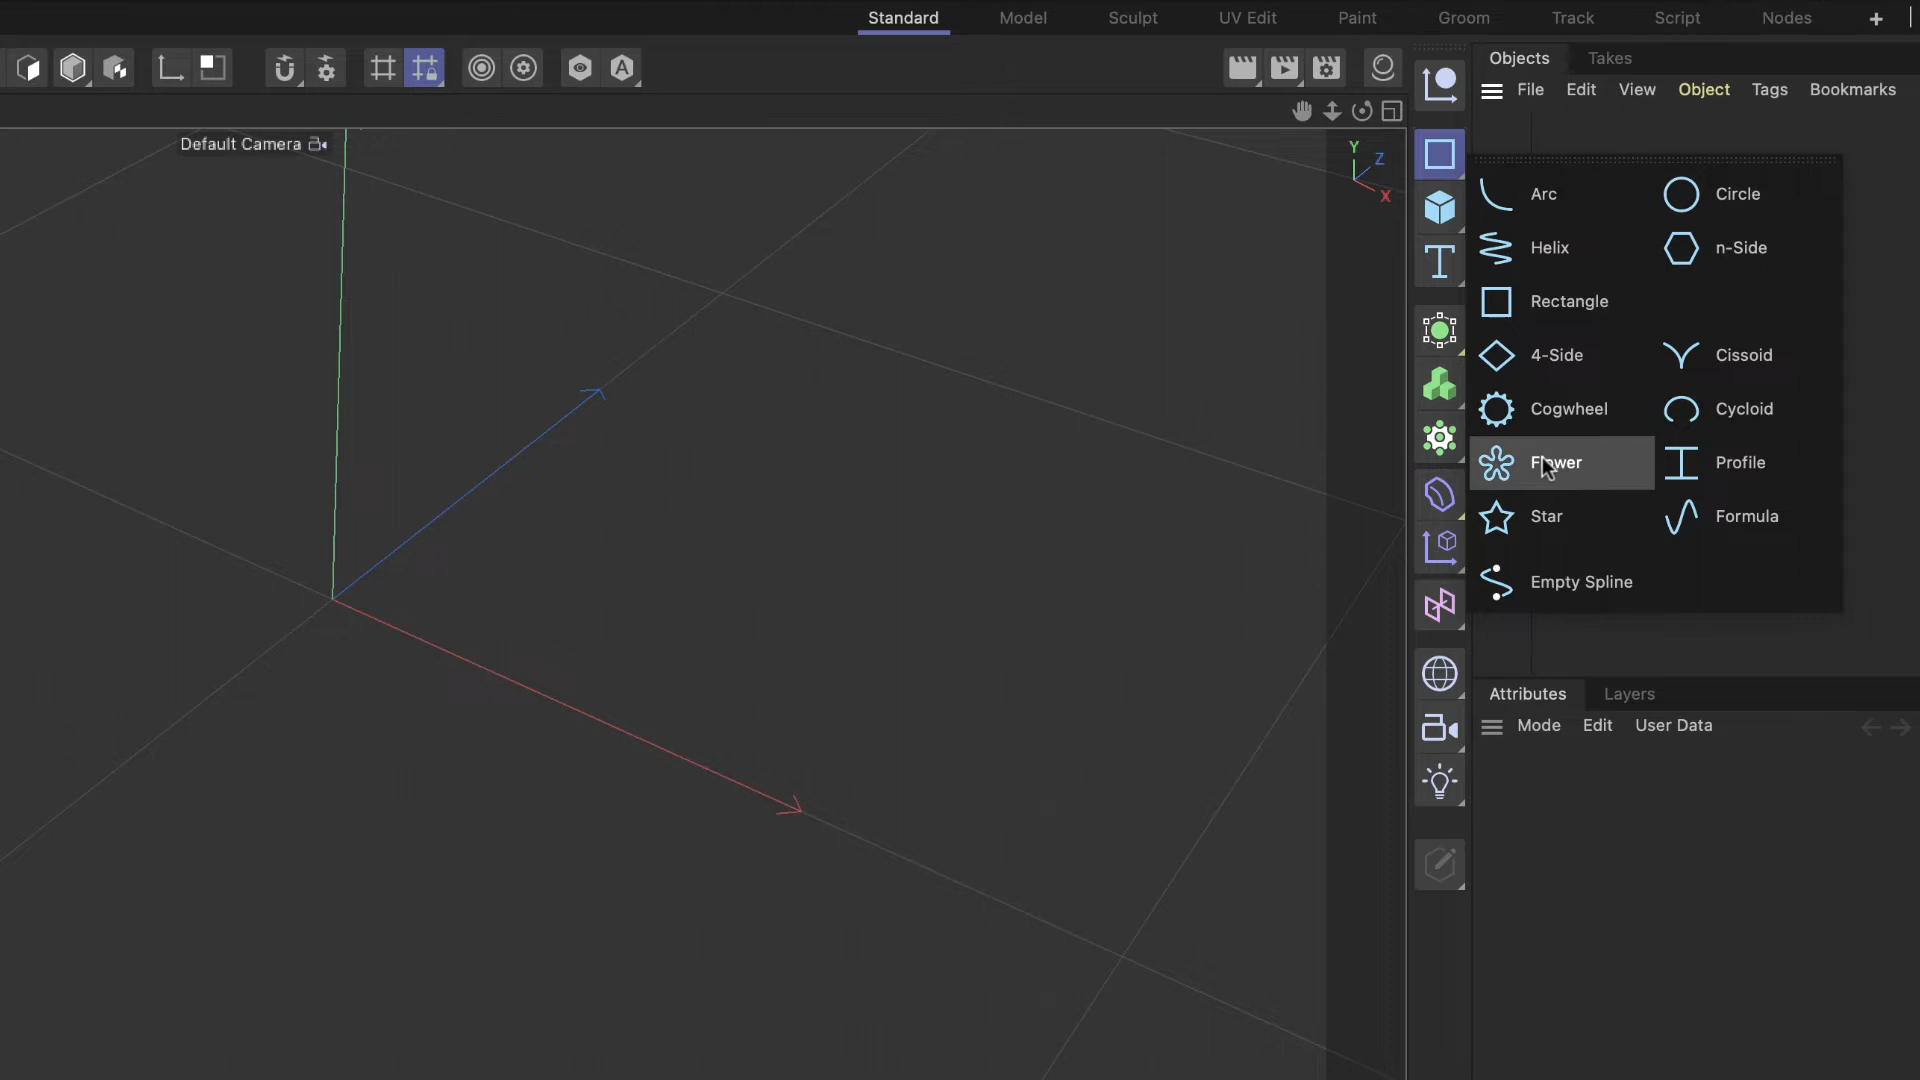 Standard Model Sculpt UV Edit Paint Groom Track Script Nodes +
Objects Takes
File Edit View Object Tags Bookmarks
Default Camera
Y
Z
X
Arc Circle
Helix n-Side
Rectangle
4-Side Cissoid
Cogwheel Cycloid
Flower Profile
Star Formula
Empty Spline
Attributes Layers
Mode Edit User Data